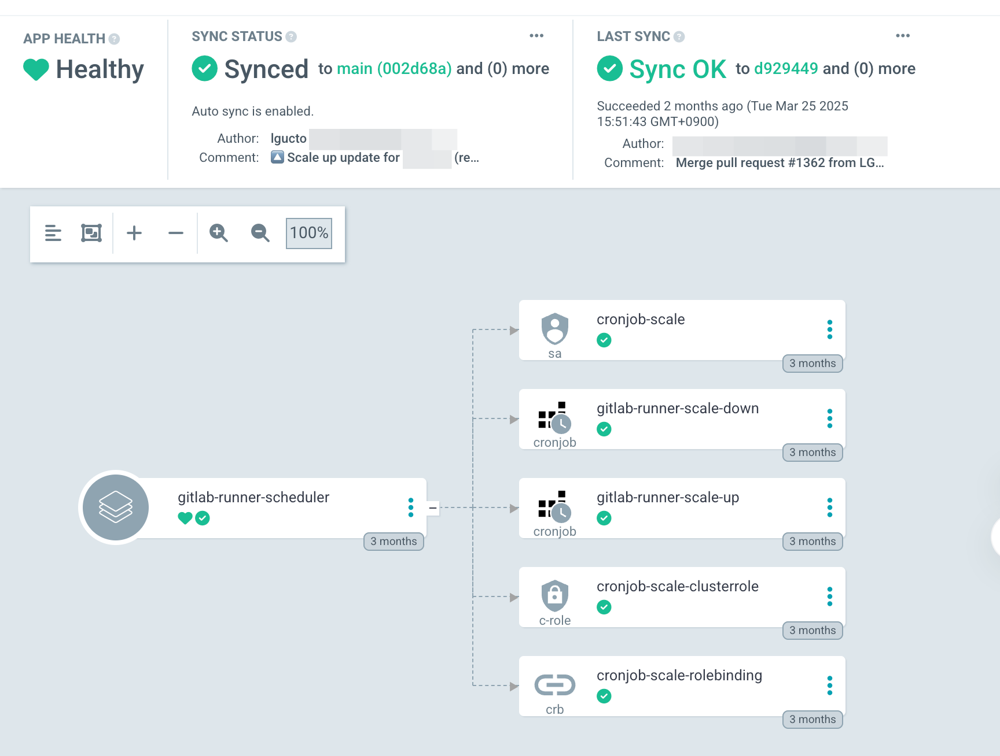 APP HEALTH ?
Healthy
SYNC STATUS ?
Synced to main (002d68a) and (0) more
Auto sync is enabled.
Author: lgucto
Comment: Scale up update for (re...
LAST SYNC ?
Sync OK to d929449 and (0) more
Succeeded 2 months ago (Tue Mar 25 2025
15:51:43 GMT+0900)
Author:
Comment: Merge pull request #1362 from LG...
100%
gitlab-runner-scheduler
3 months
cronjob-scale
sa
3 months
gitlab-runner-scale-down
cronjob
3 months
gitlab-runner-scale-up
cronjob
3 months
cronjob-scale-clusterrole
c-role
3 months
cronjob-scale-rolebinding
crb
3 months